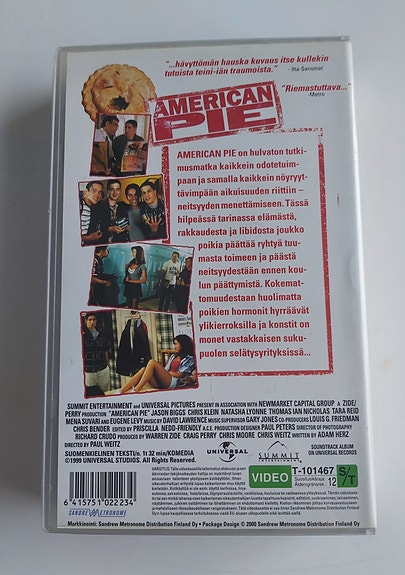 "...hävyttömän hauska kuvaus itse kullekin
tutuista teini-iän traumoista." -Ilta-Sanomat
"Riemastuttava..."
-Metro
AMERICAN
PIE
AMERICAN PIE on hulvaton tutki-
musmatka kaikkein odotetuim-
paan ja samalla kaikkein nöyryyt-
tävimpään aikuisuuden riittiin –
neitsyyden menettämiseen. Tässä
hilpeässä tarinassa elämästä,
rakkaudesta ja libidosta joukko
poikia päättää ryhtyä tuu-
masta toimeen ja päästä
neitsyydestään ennen kou-
lun päättymistä. Kokemat-
tomuudestaan huolimatta
poikien hormonit hyrräävät
ylikierroksilla ja konstit on
monet vastakkaisen suku-
puolen selätysyrityksissä...
SUMMIT ENTERTAINMENT and UNIVERSAL PICTURES PRESENT IN ASSOCIATION WITH NEWMARKET CAPITAL GROUP A ZIDE/
PERRY PRODUCTION "AMERICAN PIE" JASON BIGGS CHRIS KLEIN NATASHA LYONNE THOMAS IAN NICHOLAS TARA REID
MENA SUVARI AND EUGENE LEVY MUSIC BY DAVID LAWRENCE MUSIC SUPERVISOR GARY JONES CO-PRODUCERS LOUIS G. FRIEDMAN
CHRIS BENDER EDITED BY PRISCILLA NEDD-FRIENDLY A.C.E. PRODUCTION DESIGNER PAUL PETERS DIRECTOR OF PHOTOGRAPHY
RICHARD CRUDO PRODUCED BY WARREN ZIDE CRAIG PERRY CHRIS MOORE CHRIS WEITZ WRITTEN BY ADAM HERZ
DIRECTED BY PAUL WEITZ
SUOMENKIELINEN TEKSTI/n. 1t 32 min/KOMEDIA
©1999 UNIVERSAL STUDIOS. All Rights Reserved.
UNIVERSAL
SUMMIT
ENTERTAINMENT
SOUNDTRACK ALBUM
ON UNIVERSAL RECORDS
6 415751 022234
SANDREW METRONOME
VIDEO
T-101467
12
S/T
Markkinointi: Sandrew Metronome Distribution Finland Oy • Package Design © 2000 Sandrew Metronome Distribution Finland Oy